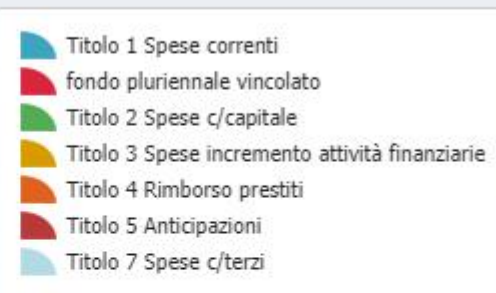 Titolo 1 Spese correnti
fondo pluriennale vincolato
Titolo 2 Spese c/capitale
Titolo 3 Spese incremento attività finanziarie
Titolo 4 Rimborso prestiti
Titolo 5 Anticipazioni
Titolo 7 Spese c/terzi